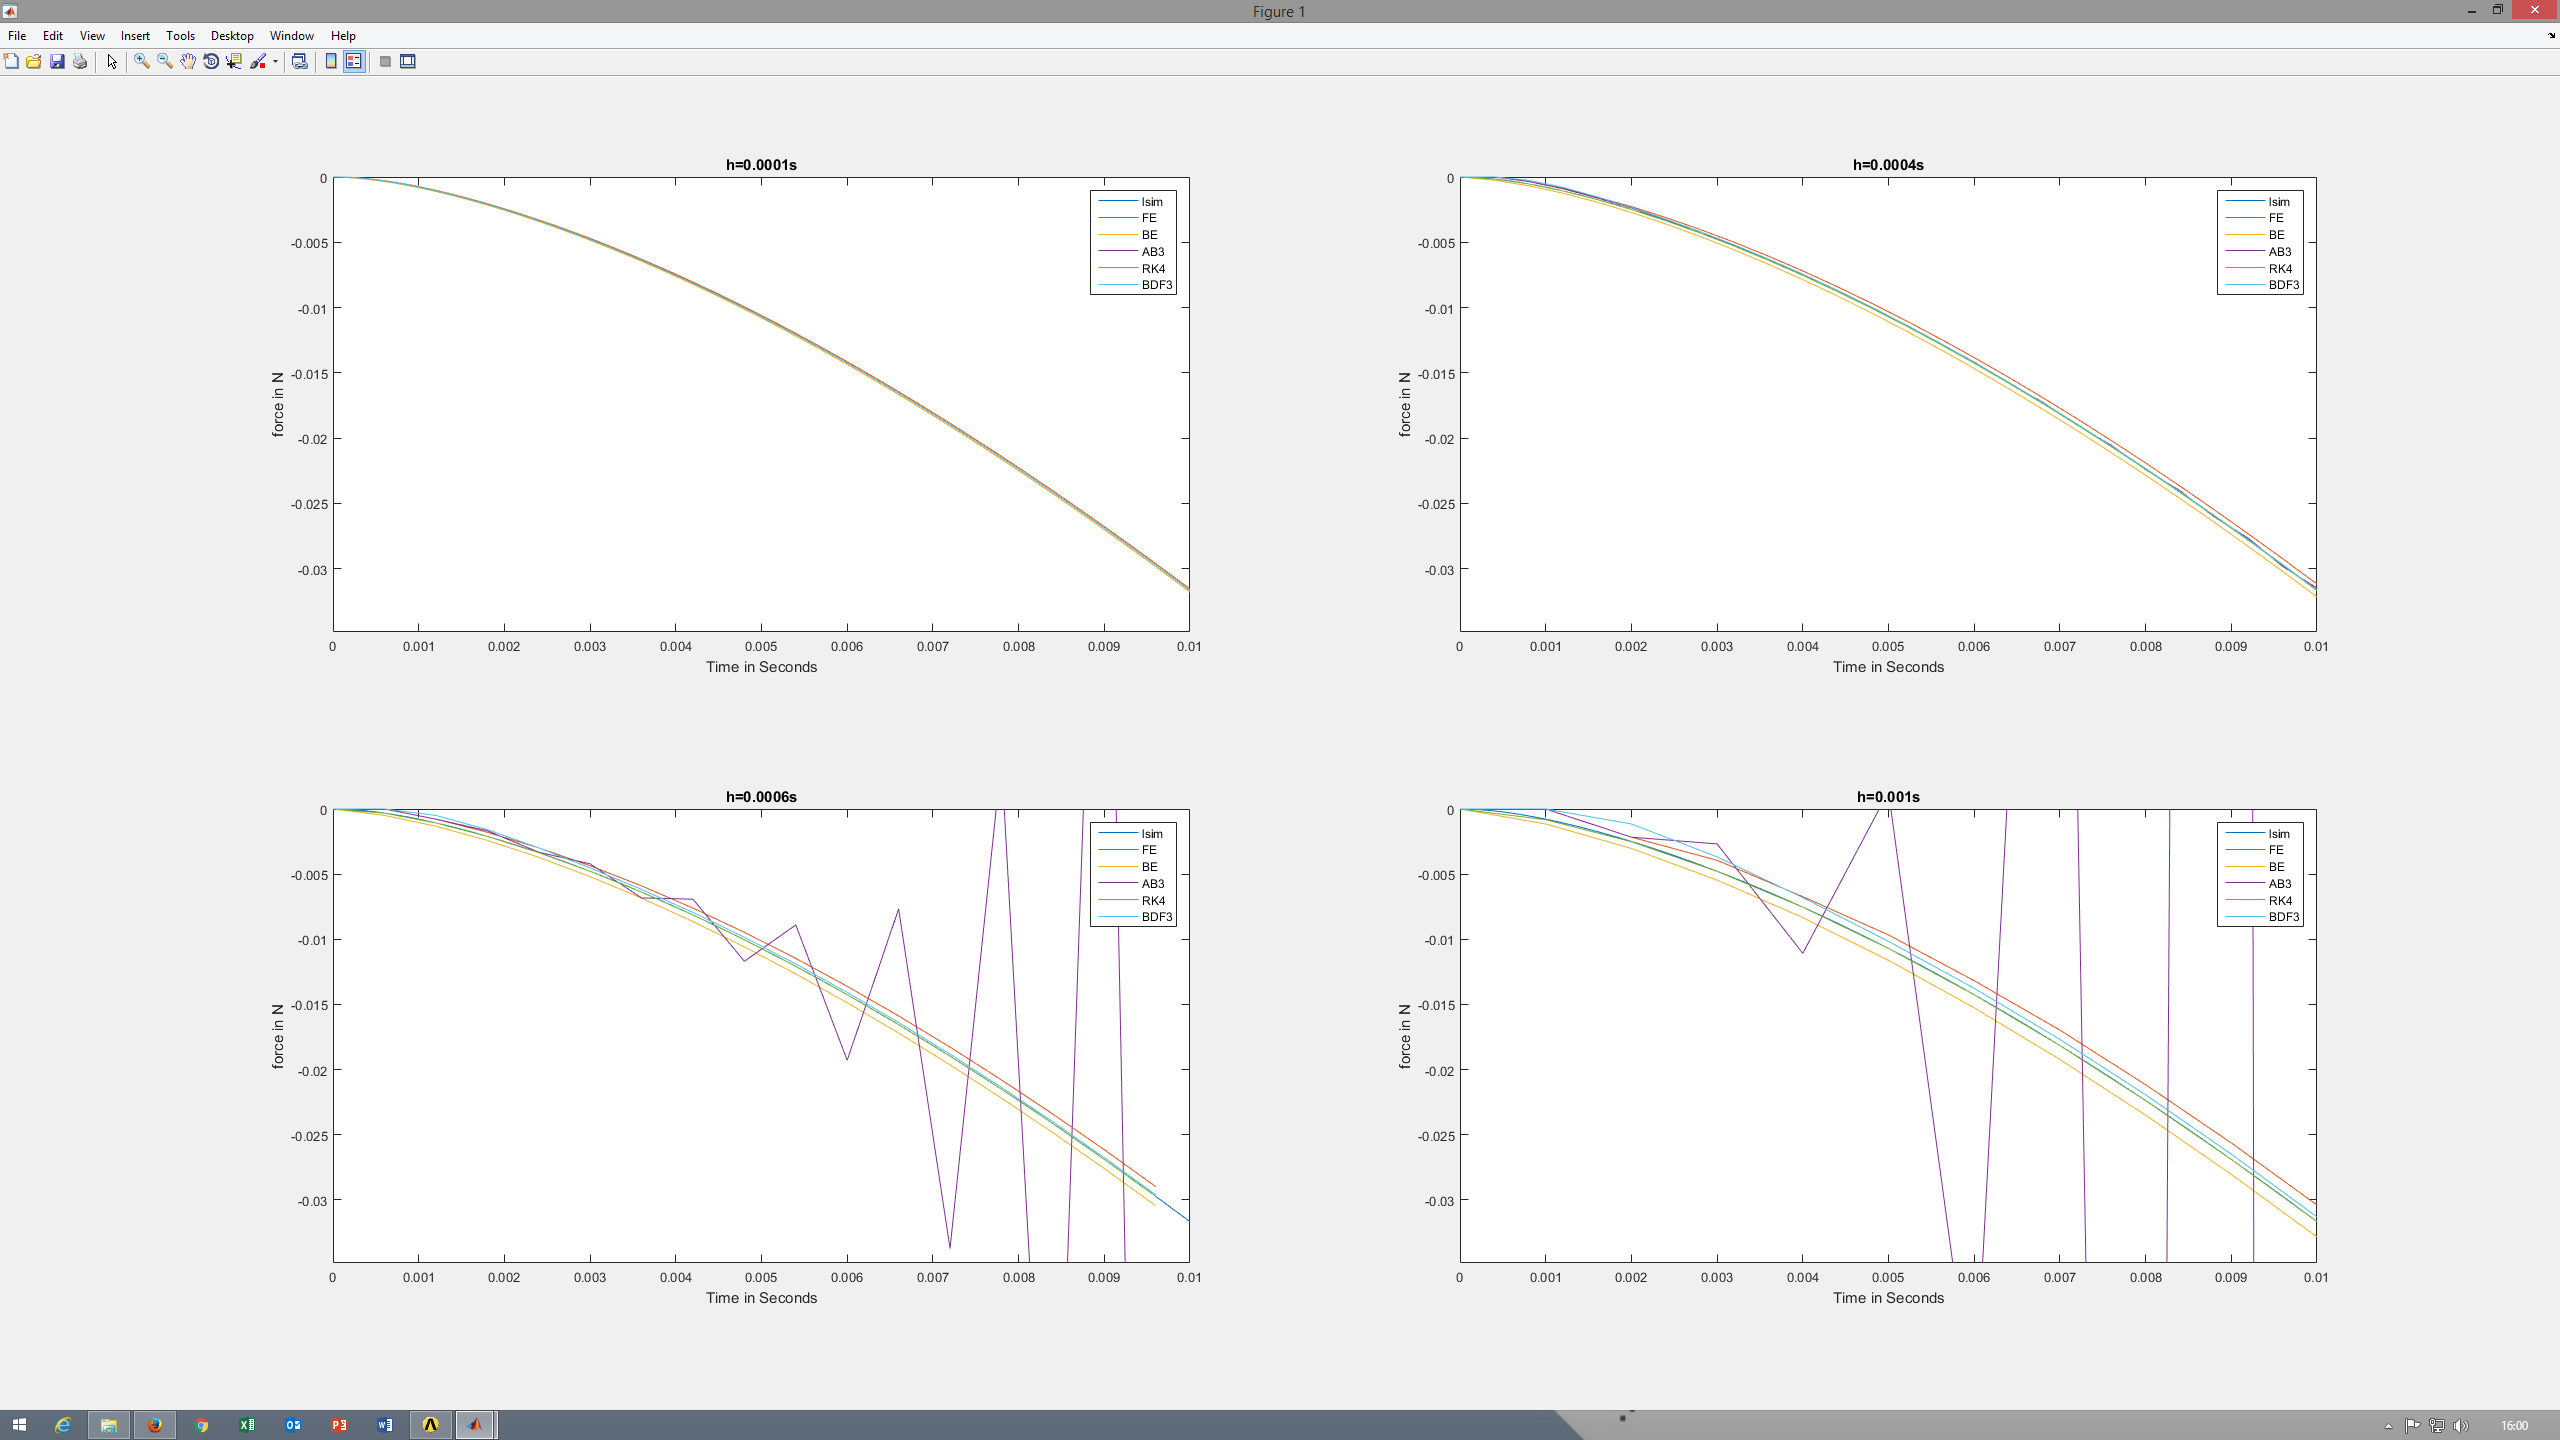 Figure 1
File Edit View Insert Tools Desktop Window Help
h=0.0001s
force in N
0
-0.005
-0.01
-0.015
-0.02
-0.025
-0.03
0 0.001 0.002 0.003 0.004 0.005 0.006 0.007 0.008 0.009 0.01
Time in Seconds
lsim
FE
BE
AB3
RK4
BDF3
h=0.0004s
force in N
0
-0.005
-0.01
-0.015
-0.02
-0.025
-0.03
0 0.001 0.002 0.003 0.004 0.005 0.006 0.007 0.008 0.009 0.01
Time in Seconds
lsim
FE
BE
AB3
RK4
BDF3
h=0.0006s
force in N
0
-0.005
-0.01
-0.015
-0.02
-0.025
-0.03
0 0.001 0.002 0.003 0.004 0.005 0.006 0.007 0.008 0.009 0.01
Time in Seconds
lsim
FE
BE
AB3
RK4
BDF3
h=0.001s
force in N
0
-0.005
-0.01
-0.015
-0.02
-0.025
-0.03
0 0.001 0.002 0.003 0.004 0.005 0.006 0.007 0.008 0.009 0.01
Time in Seconds
lsim
FE
BE
AB3
RK4
BDF3
16:00